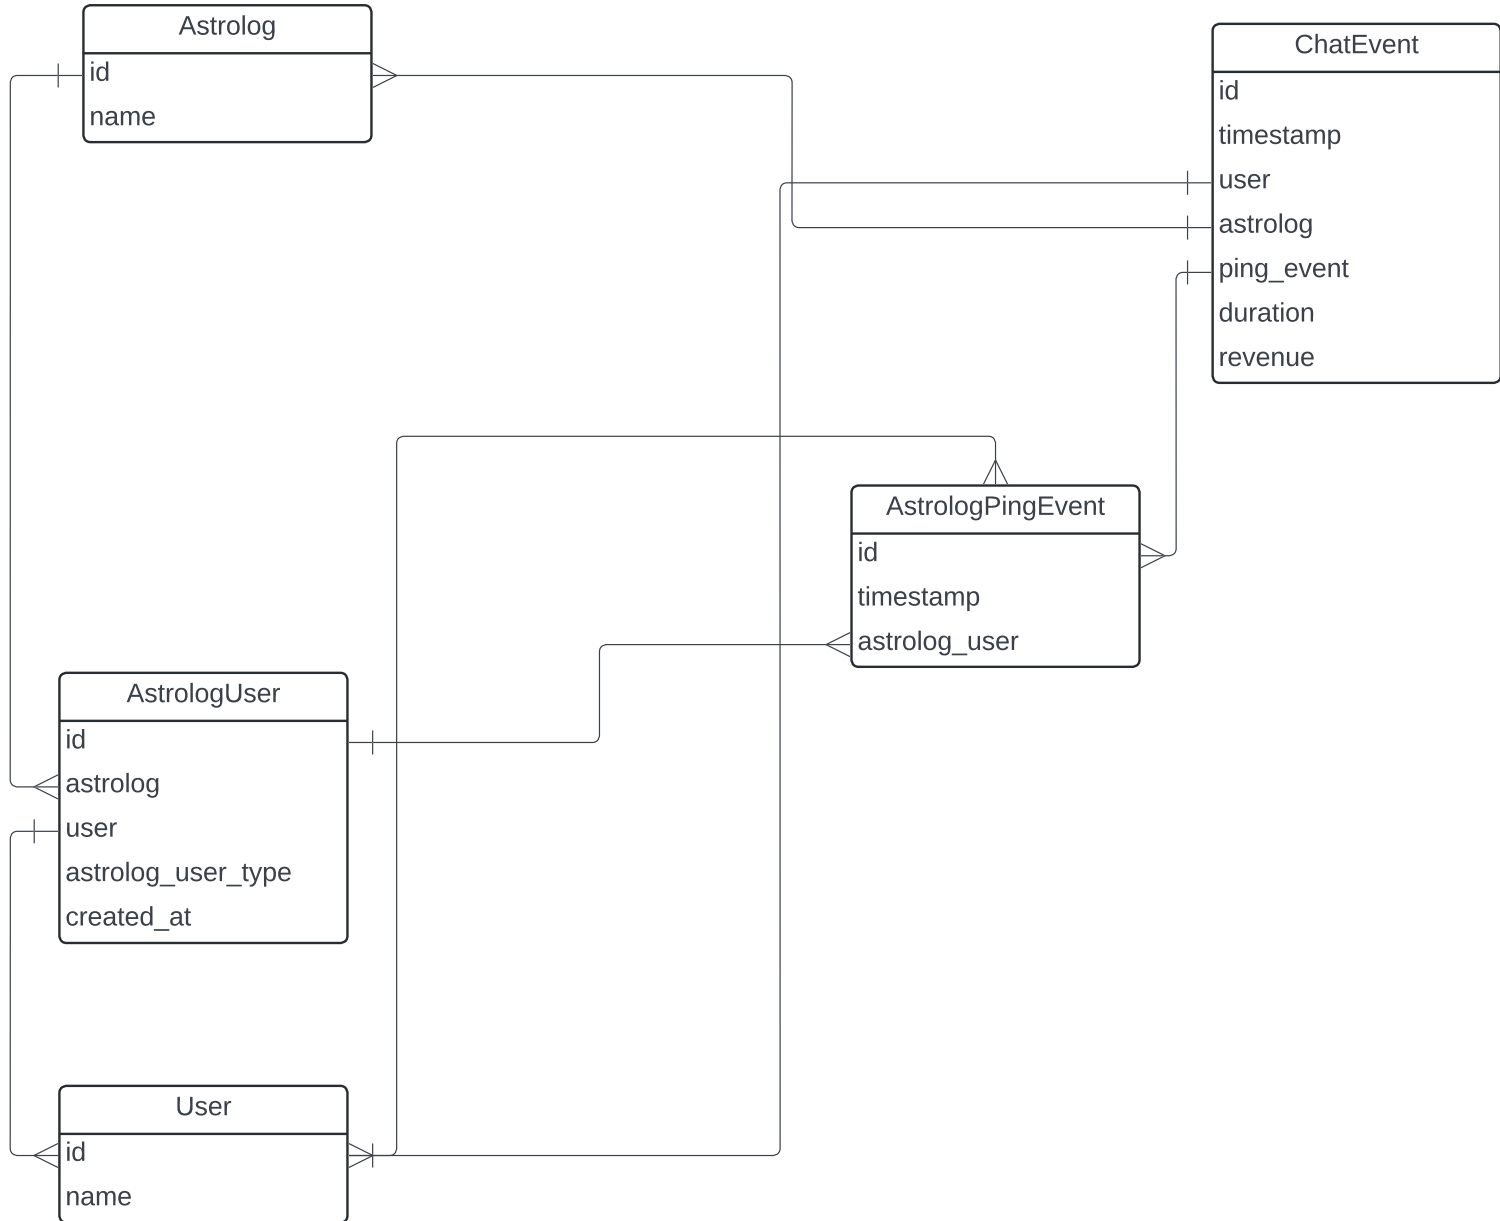 Astrolog
id
name
ChatEvent
id
timestamp
user
astrolog
ping_event
duration
revenue
AstrologPingEvent
id
timestamp
astrolog_user
AstrologUser
id
astrolog
user
astrolog_user_type
created_at
User
id
name